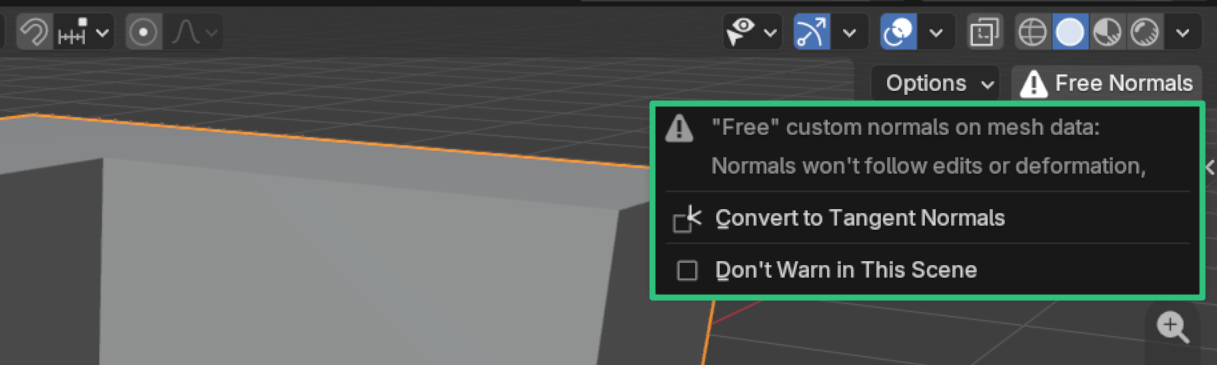 Options
Free Normals
"Free" custom normals on mesh data:
Normals won't follow edits or deformation,
Convert to Tangent Normals
Don't Warn in This Scene